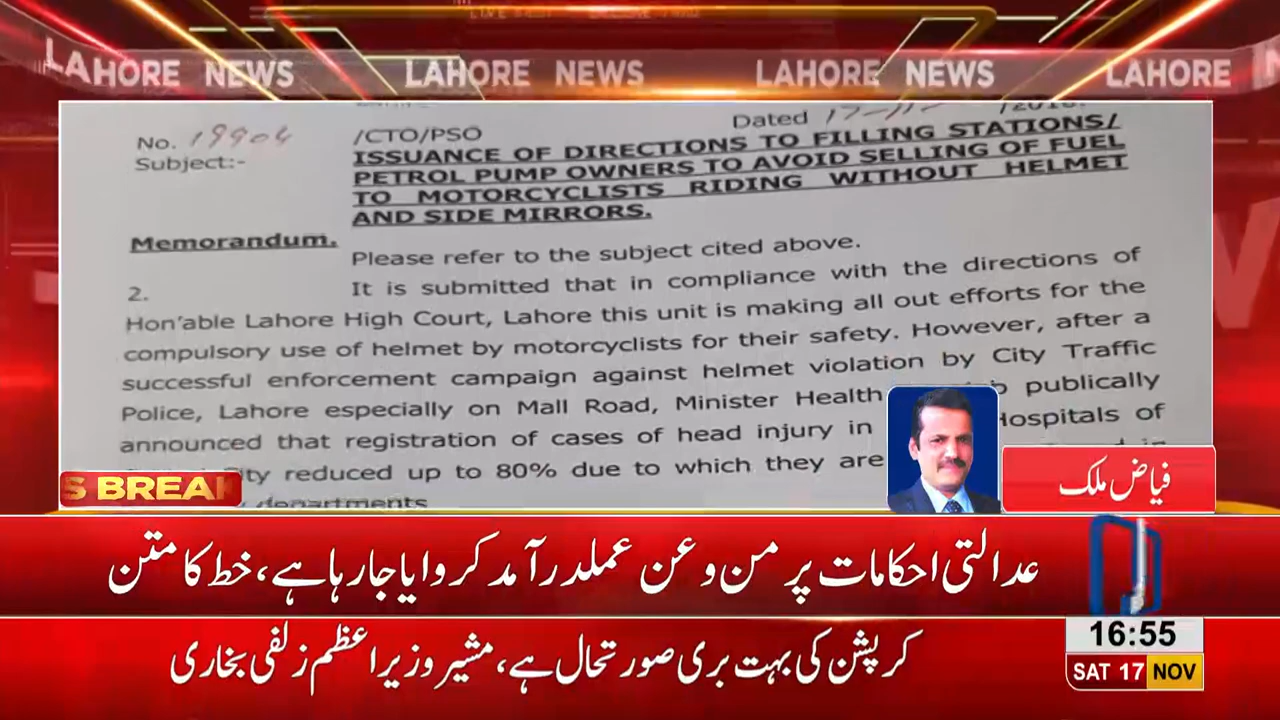 LAHORE NEWS LAHORE NEWS LAHORE NEWS LAHORE
No. 19904 /CTO/PSO Dated
Subject:- ISSUANCE OF DIRECTIONS TO FILLING STATIONS/
PETROL PUMP OWNERS TO AVOID SELLING OF FUEL
TO MOTORCYCLISTS RIDING WITHOUT HELMET
AND SIDE MIRRORS.
Memorandum.
Please refer to the subject cited above.
2. It is submitted that in compliance with the directions of
Hon'able Lahore High Court, Lahore this unit is making all out efforts for the
compulsory use of helmet by motorcyclists for their safety. However, after a
successful enforcement campaign against helmet violation by City Traffic
Police, Lahore especially on Mall Road, Minister Health publically
announced that registration of cases of head injury in Hospitals of
reduced up to 80% due to which they are
departments
فیاض ملک
S BREA
عدالتی احکامات پر من و عن عملدرآمد کروایا جارہا ہے، خط کا متن
کرپشن کی بہت بری صورتحال ہے، مشیر وزیراعظم زلفی بخاری
16:55
SAT 17 NOV